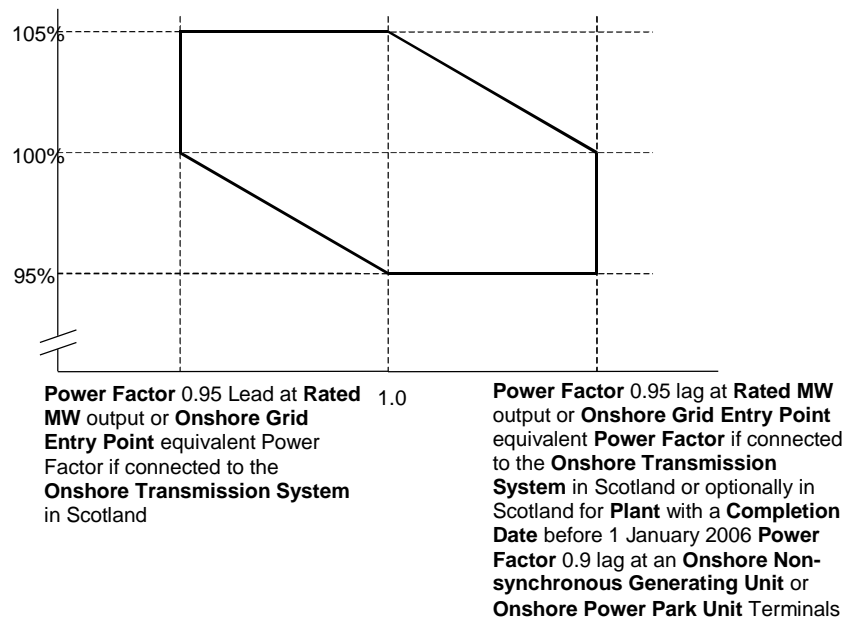 105%
100%
95%
Power Factor 0.95 Lead at Rated
MW output or Onshore Grid
Entry Point equivalent Power
Factor if connected to the
Onshore Transmission System
in Scotland
1.0
Power Factor 0.95 lag at Rated MW
output or Onshore Grid Entry Point
equivalent Power Factor if connected
to the Onshore Transmission
System in Scotland or optionally in
Scotland for Plant with a Completion
Date before 1 January 2006 Power
Factor 0.9 lag at an Onshore Non-
synchronous Generating Unit or
Onshore Power Park Unit Terminals